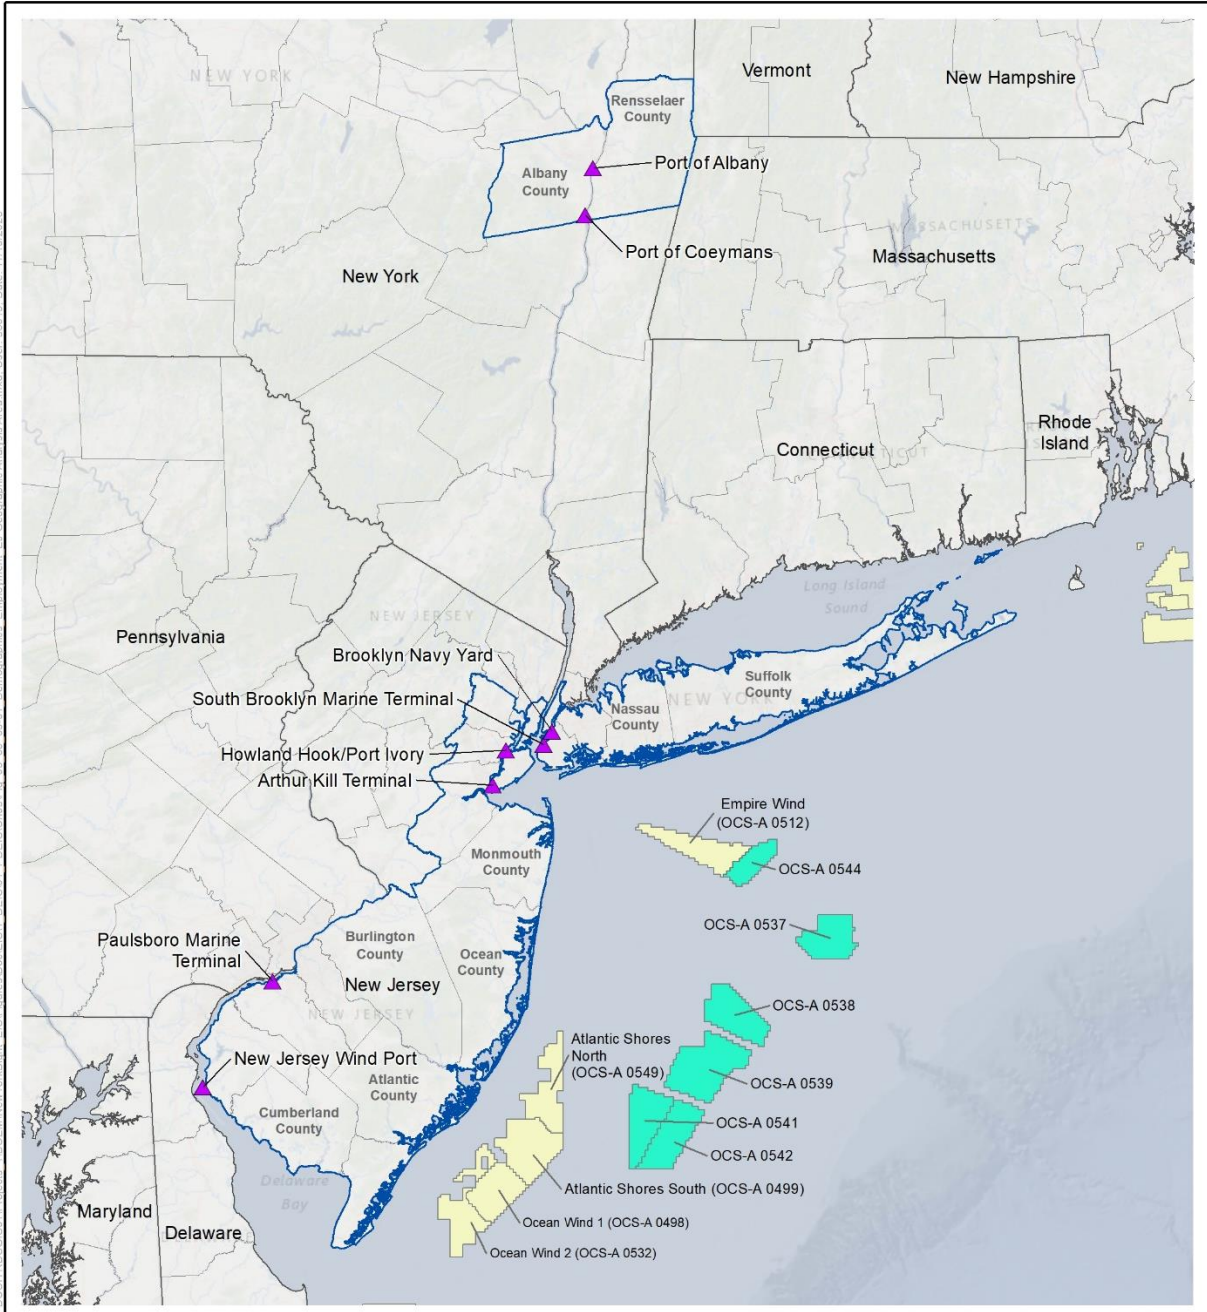 NEW YORK
Vermont
New Hampshire
Rensselaer
County
Port of Albany
Albany
County
MASSACHUSETTS
Port of Coeymans
Massachusetts
New York
Rhode
Island
Connecticut
Long Island
Sound
NEW JERSEY
Pennsylvania
Brooklyn Navy Yard
Suffolk
County
NEW YORK
South Brooklyn Marine Terminal
Nassau
County
Howland Hook/Port Ivory
Arthur Kill Terminal
Empire Wind
(OCS-A 0512)
Monmouth
County
OCS-A 0544
OCS-A 0537
Burlington
County
Paulsboro Marine
Terminal
Ocean
County
New Jersey
NEW JERSEY
OCS-A 0538
Atlantic Shores
North
(OCS-A 0549)
New Jersey Wind Port
OCS-A 0539
Atlantic
County
Cumberland
County
OCS-A 0541
OCS-A 0542
Delaware
Bay
Atlantic Shores South (OCS-A 0499)
Maryland
Delaware
Ocean Wind 1 (OCS-A 0498)
Ocean Wind 2 (OCS-A 0532)